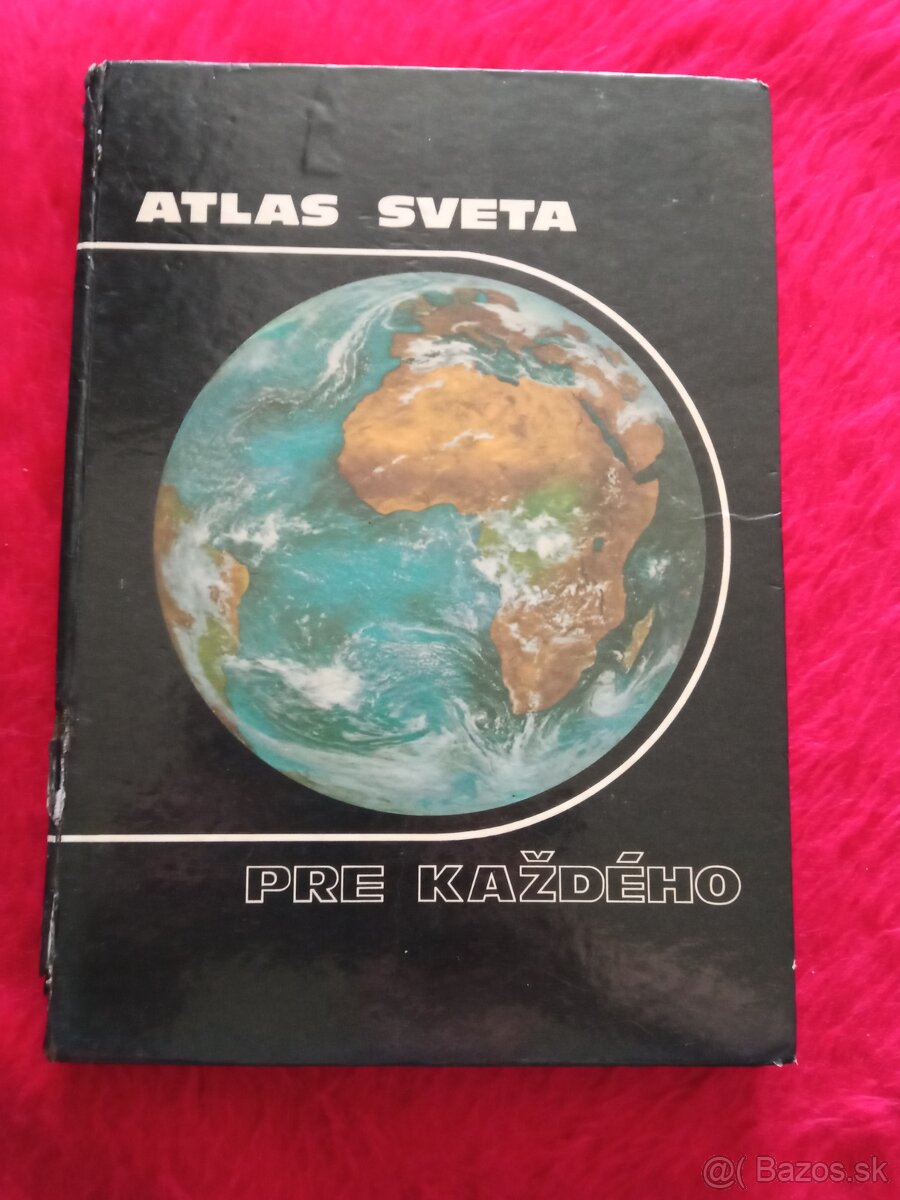 ATLAS SVETA
PRE KAŽDÉHO
@( Bazos.sk